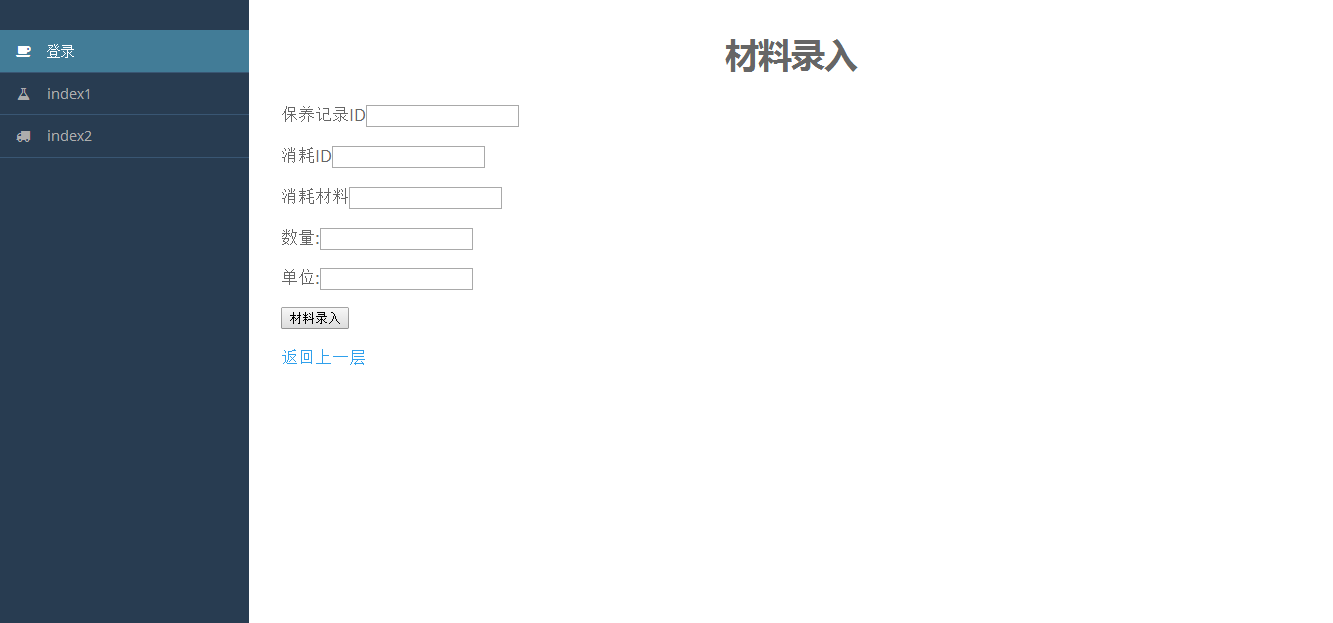 登录
index1
index2
材料录入
保养记录ID
消耗ID
消耗材料
数量:
单位:
材料录入
返回上一层